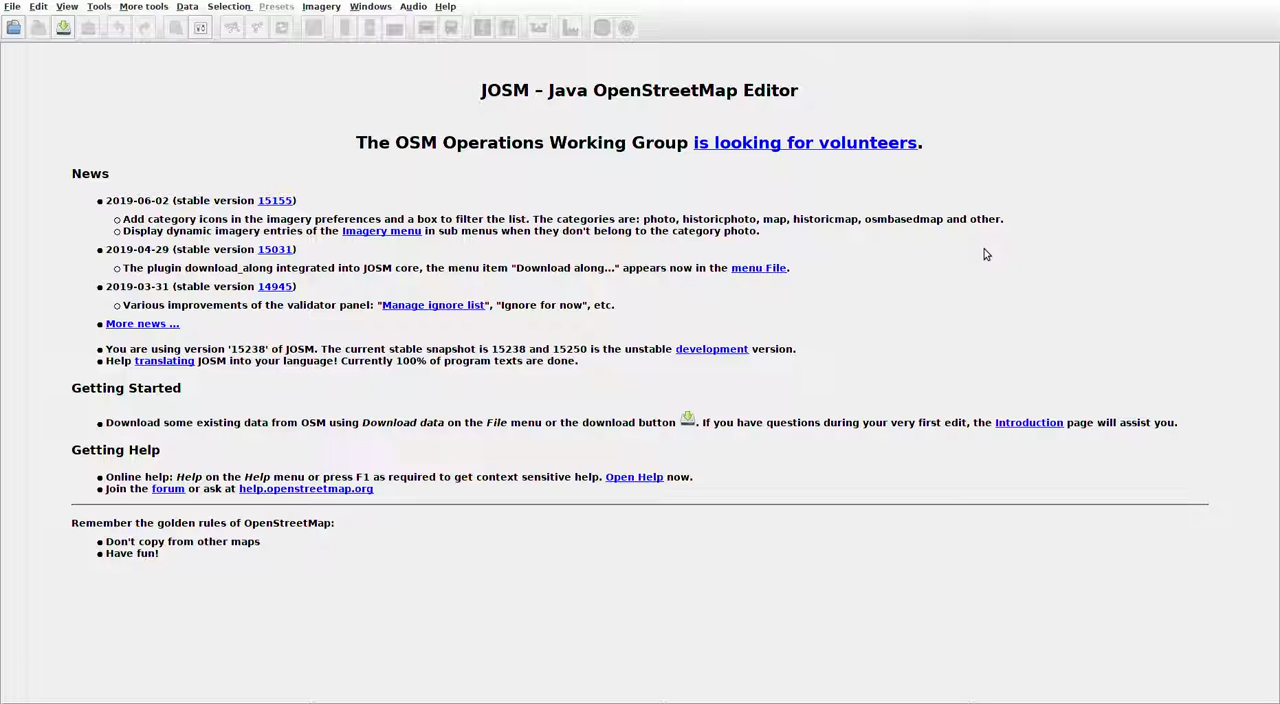 File Edit View Tools More tools Data Selection Presets Imagery Windows Audio Help
JOSM – Java OpenStreetMap Editor
The OSM Operations Working Group is looking for volunteers.
News
2019-06-02 (stable version 15155)
Add category icons in the imagery preferences and a box to filter the list. The categories are: photo, historicphoto, map, historicmap, osmbasedmap and other.
Display dynamic imagery entries of the Imagery menu in sub menus when they don't belong to the category photo.
2019-04-29 (stable version 15031)
The plugin download_along integrated into JOSM core, the menu item "Download along..." appears now in the menu File.
2019-03-31 (stable version 14945)
Various improvements of the validator panel: "Manage ignore list", "Ignore for now", etc.
More news ...
You are using version '15238' of JOSM. The current stable snapshot is 15238 and 15250 is the unstable development version.
Help translating JOSM into your language! Currently 100% of program texts are done.
Getting Started
Download some existing data from OSM using Download data on the File menu or the download button . If you have questions during your very first edit, the Introduction page will assist you.
Getting Help
Online help: Help on the Help menu or press F1 as required to get context sensitive help. Open Help now.
Join the forum or ask at help.openstreetmap.org
Remember the golden rules of OpenStreetMap:
Don't copy from other maps
Have fun!